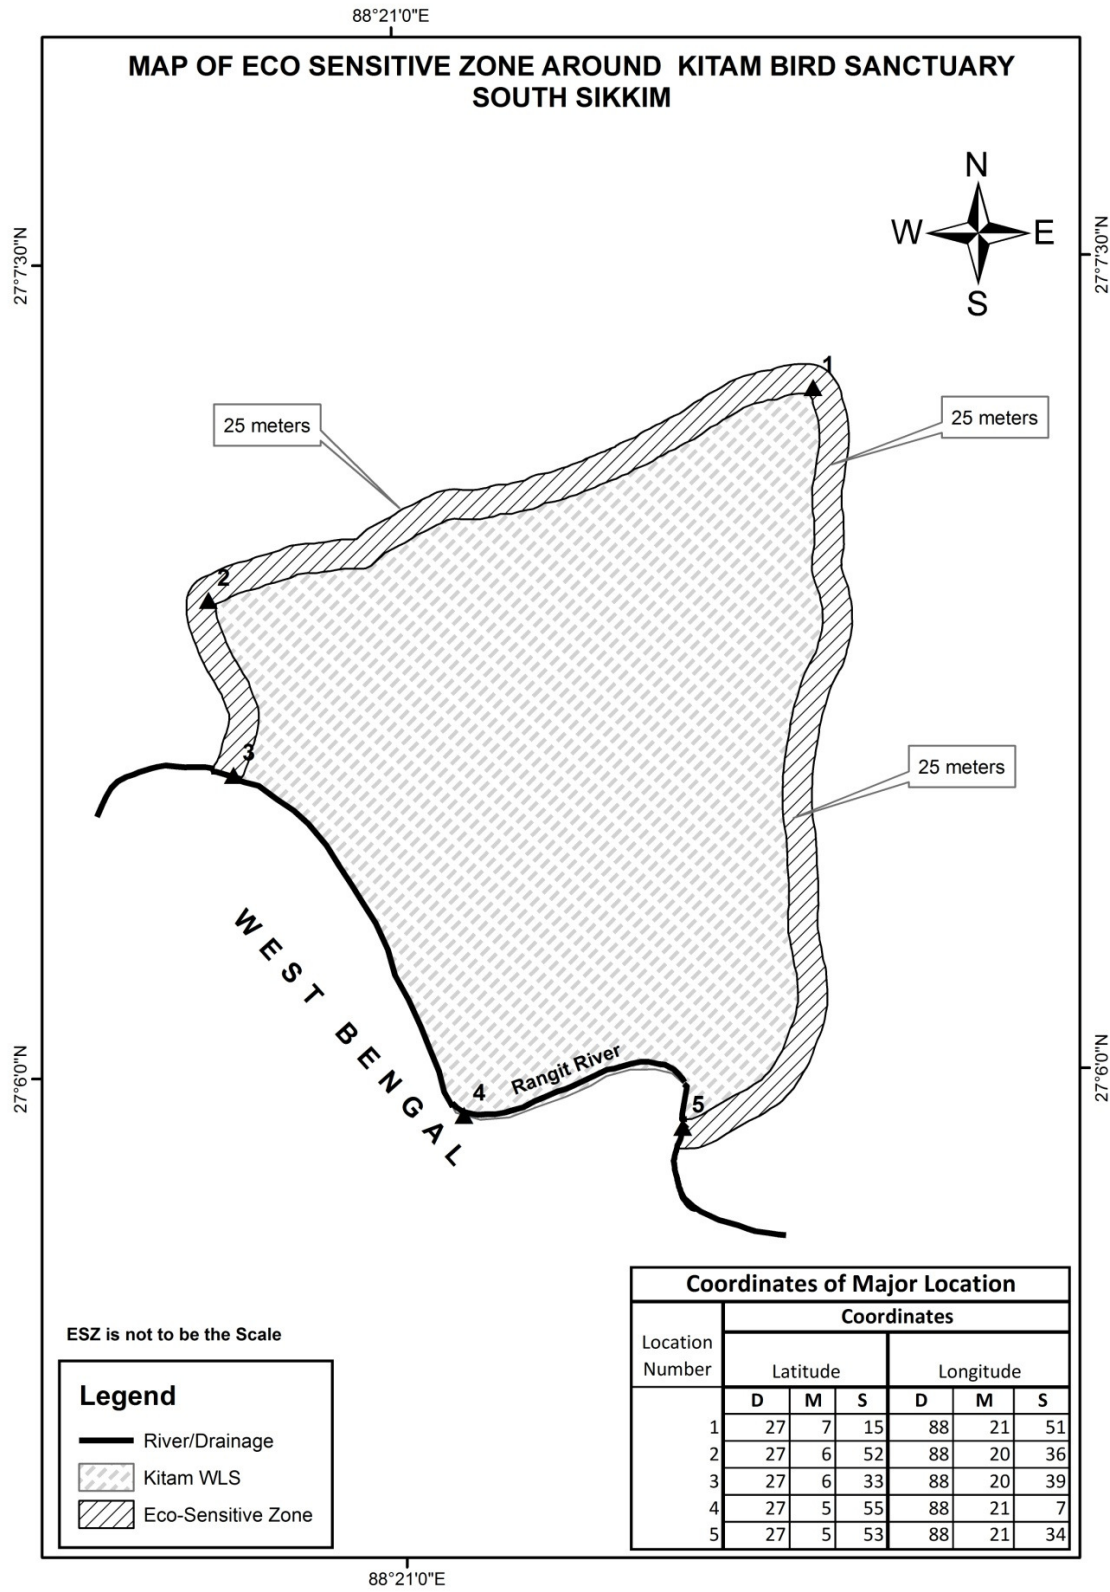 88°21'0"E
MAP OF ECO SENSITIVE ZONE AROUND KITAM BIRD SANCTUARY
SOUTH SIKKIM
N
W E
S
27°7'30"N
27°7'30"N
1
25 meters
25 meters
2
3
25 meters
WEST BENGAL
Rangit River
4
5
27°6'0"N
27°6'0"N
ESZ is not to be the Scale
Legend
River/Drainage
Kitam WLS
Eco-Sensitive Zone
Coordinates of Major Location
Location Number
Coordinates
Latitude Longitude
D M S D M S
1 27 7 15 88 21 51
2 27 6 52 88 20 36
3 27 6 33 88 20 39
4 27 5 55 88 21 7
5 27 5 53 88 21 34
88°21'0"E